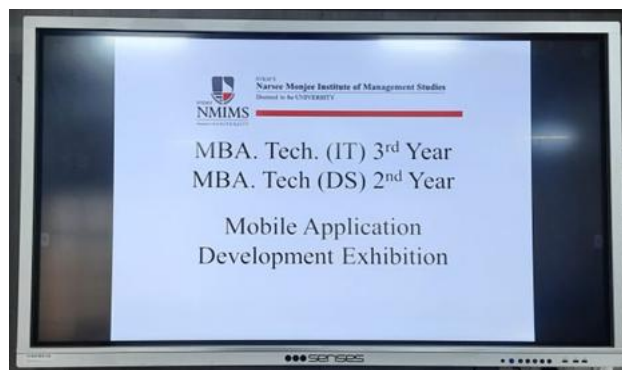 SVKM'S
Narsee Monjee Institute of Management Studies
Deemed to be UNIVERSITY
NMIMS
MBA. Tech. (IT) 3rd Year
MBA. Tech (DS) 2nd Year
Mobile Application
Development Exhibition
senses